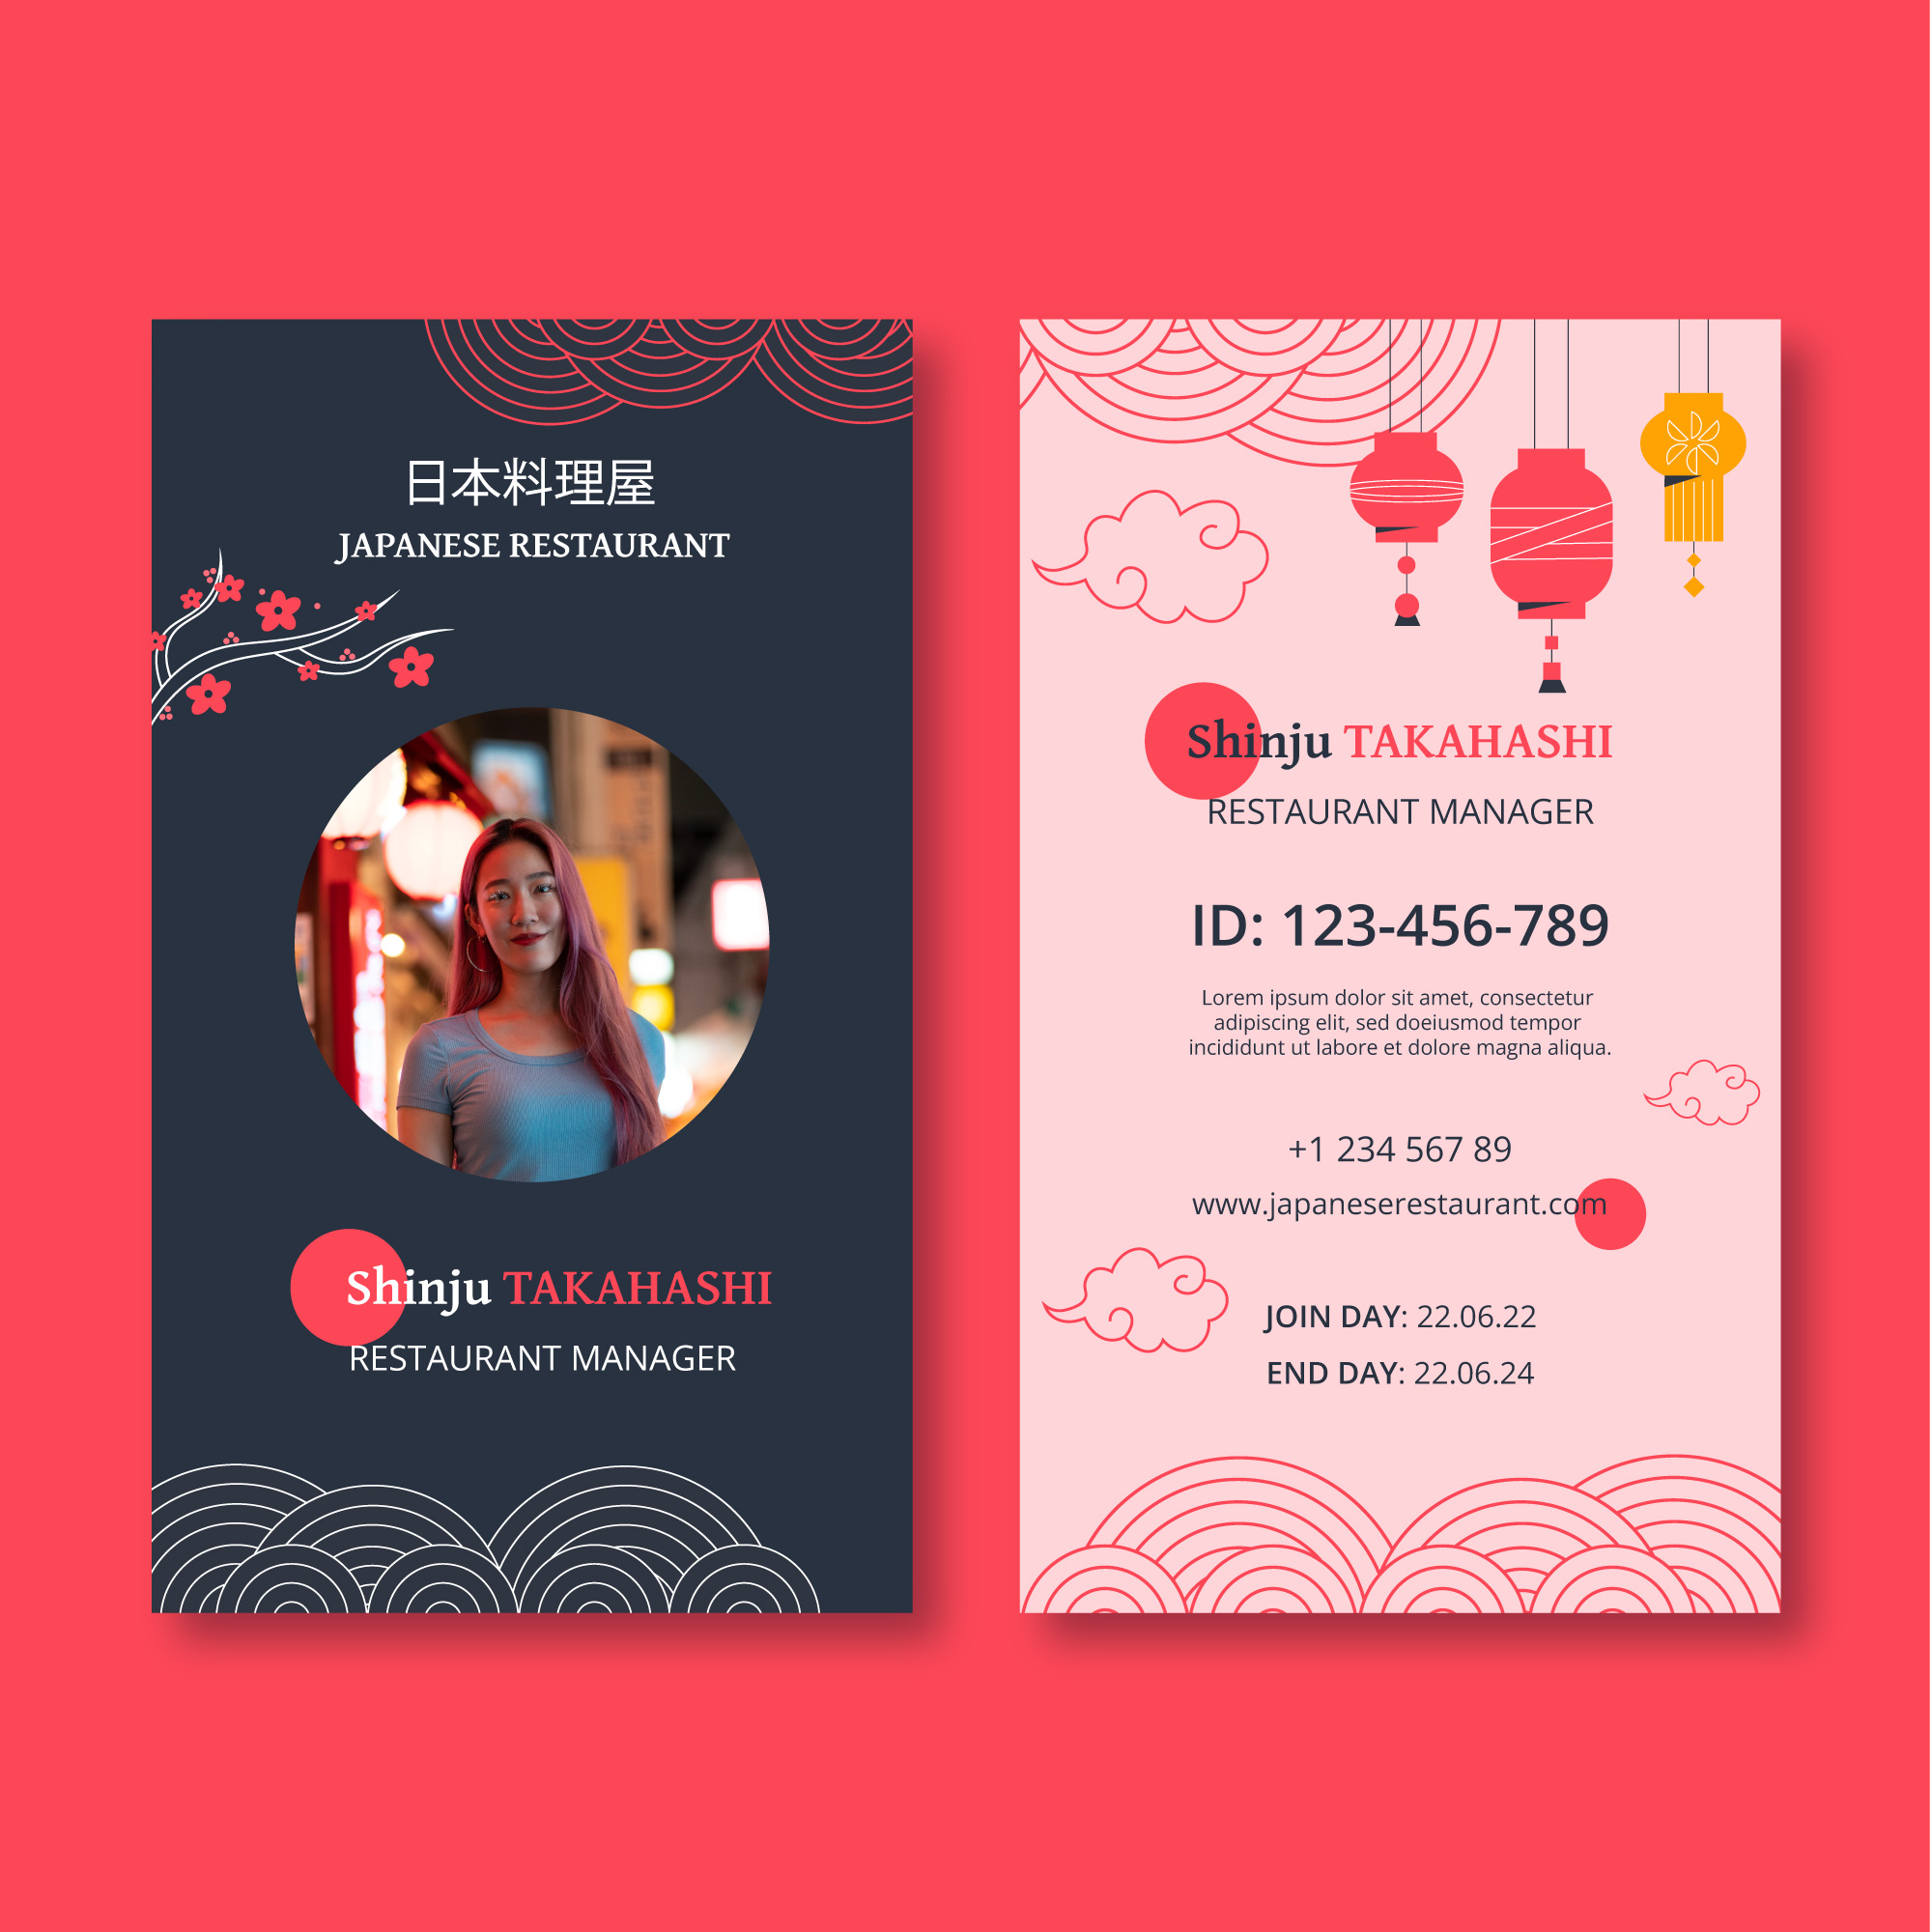 日本料理屋
JAPANESE RESTAURANT
Shinju TAKAHASHI
RESTAURANT MANAGER
Shinju TAKAHASHI
RESTAURANT MANAGER
ID: 123-456-789
Lorem ipsum dolor sit amet, consectetur
adipiscing elit, sed doeiusmod tempor
incididunt ut labore et dolore magna aliqua.
+1 234 567 89
www.japaneserestaurant.com
JOIN DAY: 22.06.22
END DAY: 22.06.24